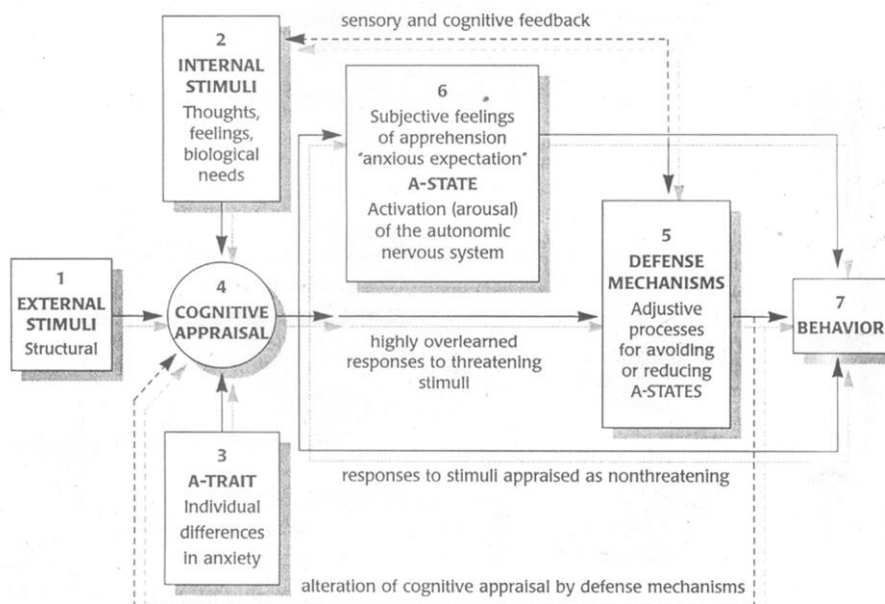 sensory and cognitive feedback
2
INTERNAL
STIMULI
Thoughts,
feelings,
biological
needs
6
Subjective feelings
of apprehension
"anxious expectation"
A-STATE
Activation (arousal)
of the autonomic
nervous system
1
EXTERNAL
STIMULI
Structural
4
COGNITIVE
APPRAISAL
highly overlearned
responses to threatening
stimuli
5
DEFENSE
MECHANISMS
Adjustive
processes
for avoiding
or reducing
A-STATES
7
BEHAVIOR
3
A-TRAIT
Individual
differences
in anxiety
responses to stimuli appraised as nonthreatening
alteration of cognitive appraisal by defense mechanisms